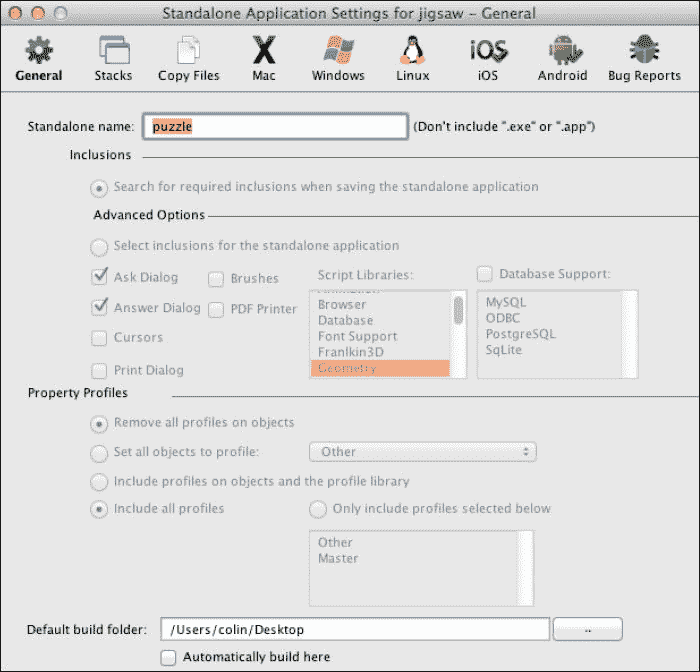 Standalone Application Settings for jigsaw – General
General Stacks Copy Files Mac Windows Linux iOS Android Bug Reports
Standalone name: puzzle (Don't include ".exe" or ".app")
Inclusions
Search for required inclusions when saving the standalone application
Advanced Options
Select inclusions for the standalone application
Ask Dialog Brushes Script Libraries: Database Support:
Answer Dialog PDF Printer
Cursors
Print Dialog
Animation
Browser
Database
Font Support
Franlkin3D
Geometry
MySQL
ODBC
PostgreSQL
SqLite
Property Profiles
Remove all profiles on objects
Set all objects to profile: Other
Include profiles on objects and the profile library
Include all profiles Only include profiles selected below
Other
Master
Default build folder: /Users/colin/Desktop ..
Automatically build here